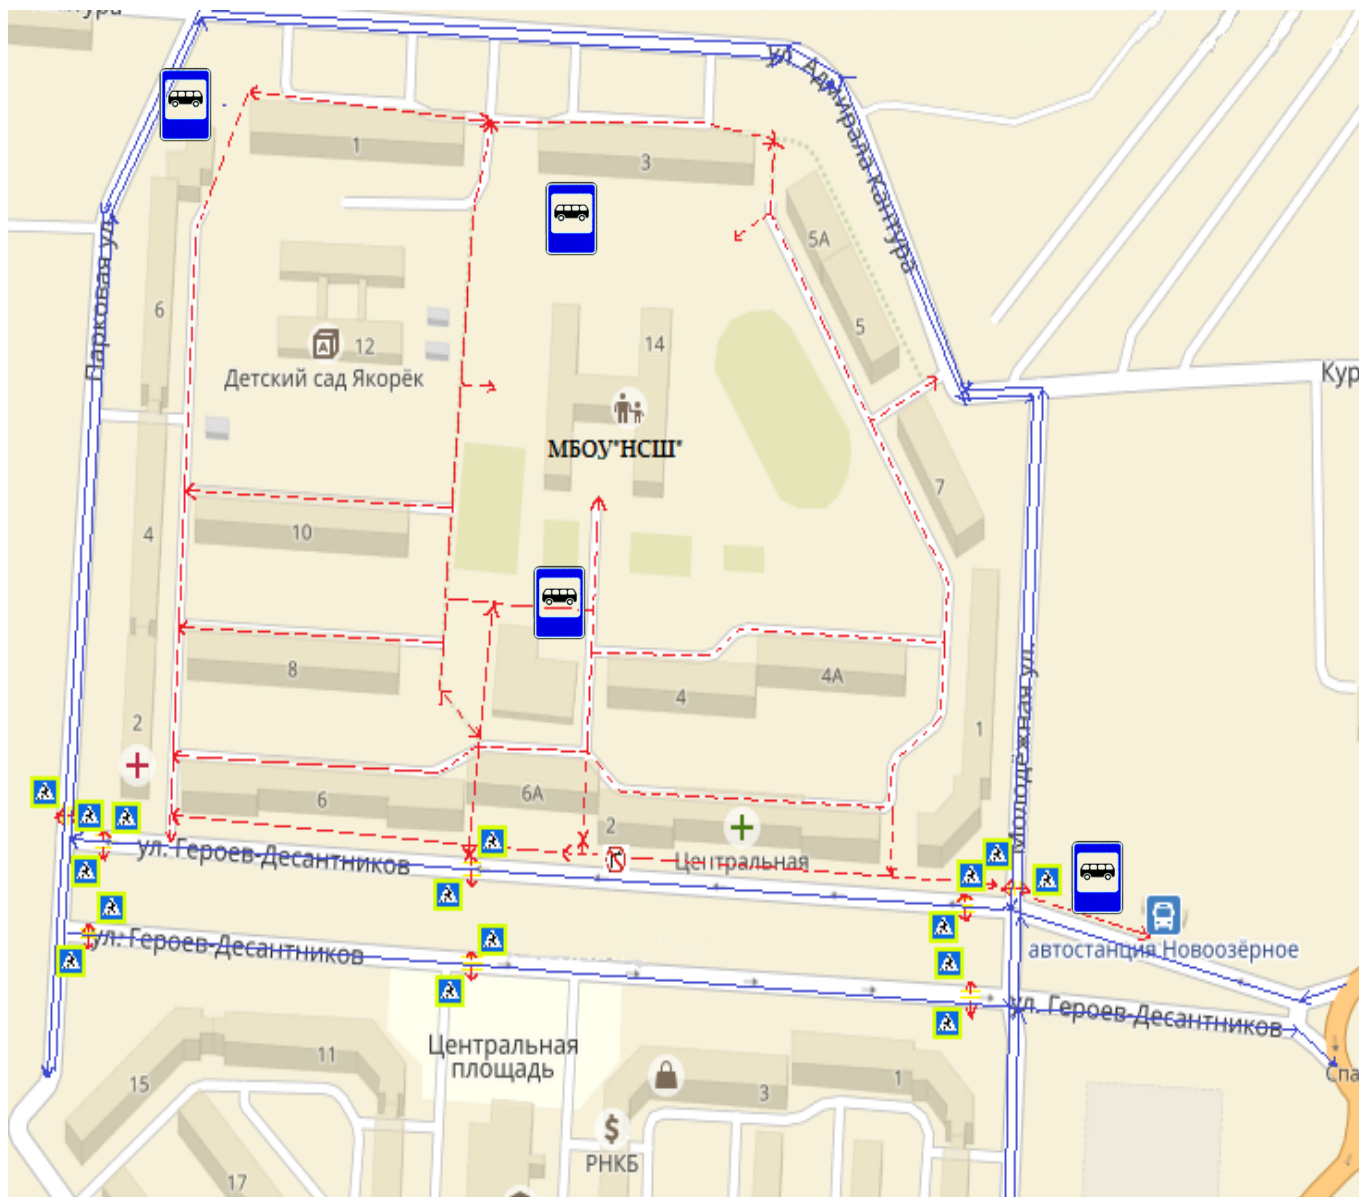 ул. Адмирала Кантура
1
3
5А
6
5
14
12
Детский сад Якорёк
Парковая ул.
Кур
МБОУ"НСШ"
7
10
4
8
4А
4
2
1
Молодёжная ул.
6
6А
2
Центральная
ул. Героев-Десантников
автостанция Новоозёрное
ул. Героев-Десантников
ул. Героев-Десантников
Центральная
площадь
11
15
3
1
Спа
$
РНКБ
17